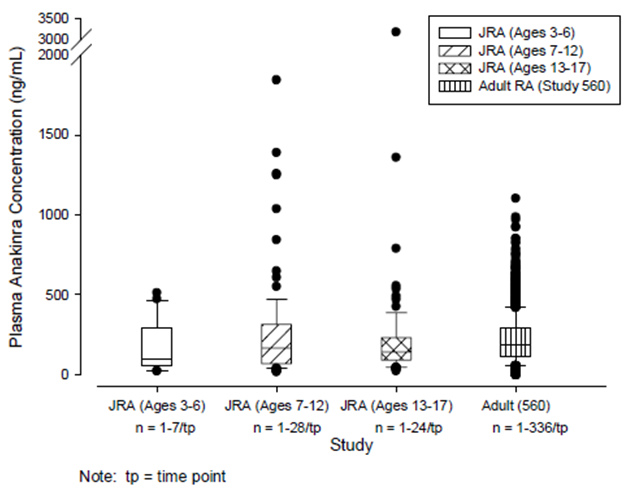 3500
3000
2000
1500
1000
500
0
Plasma Anakinra Concentration (ng/mL)
JRA (Ages 3-6)
JRA (Ages 7-12)
JRA (Ages 13-17)
Adult RA (Study 560)
JRA (Ages 3-6) JRA (Ages 7-12) JRA (Ages 13-17) Adult (560)
n = 1-7/tp n = 1-28/tp n = 1-24/tp n = 1-336/tp
Study
Note: tp = time point